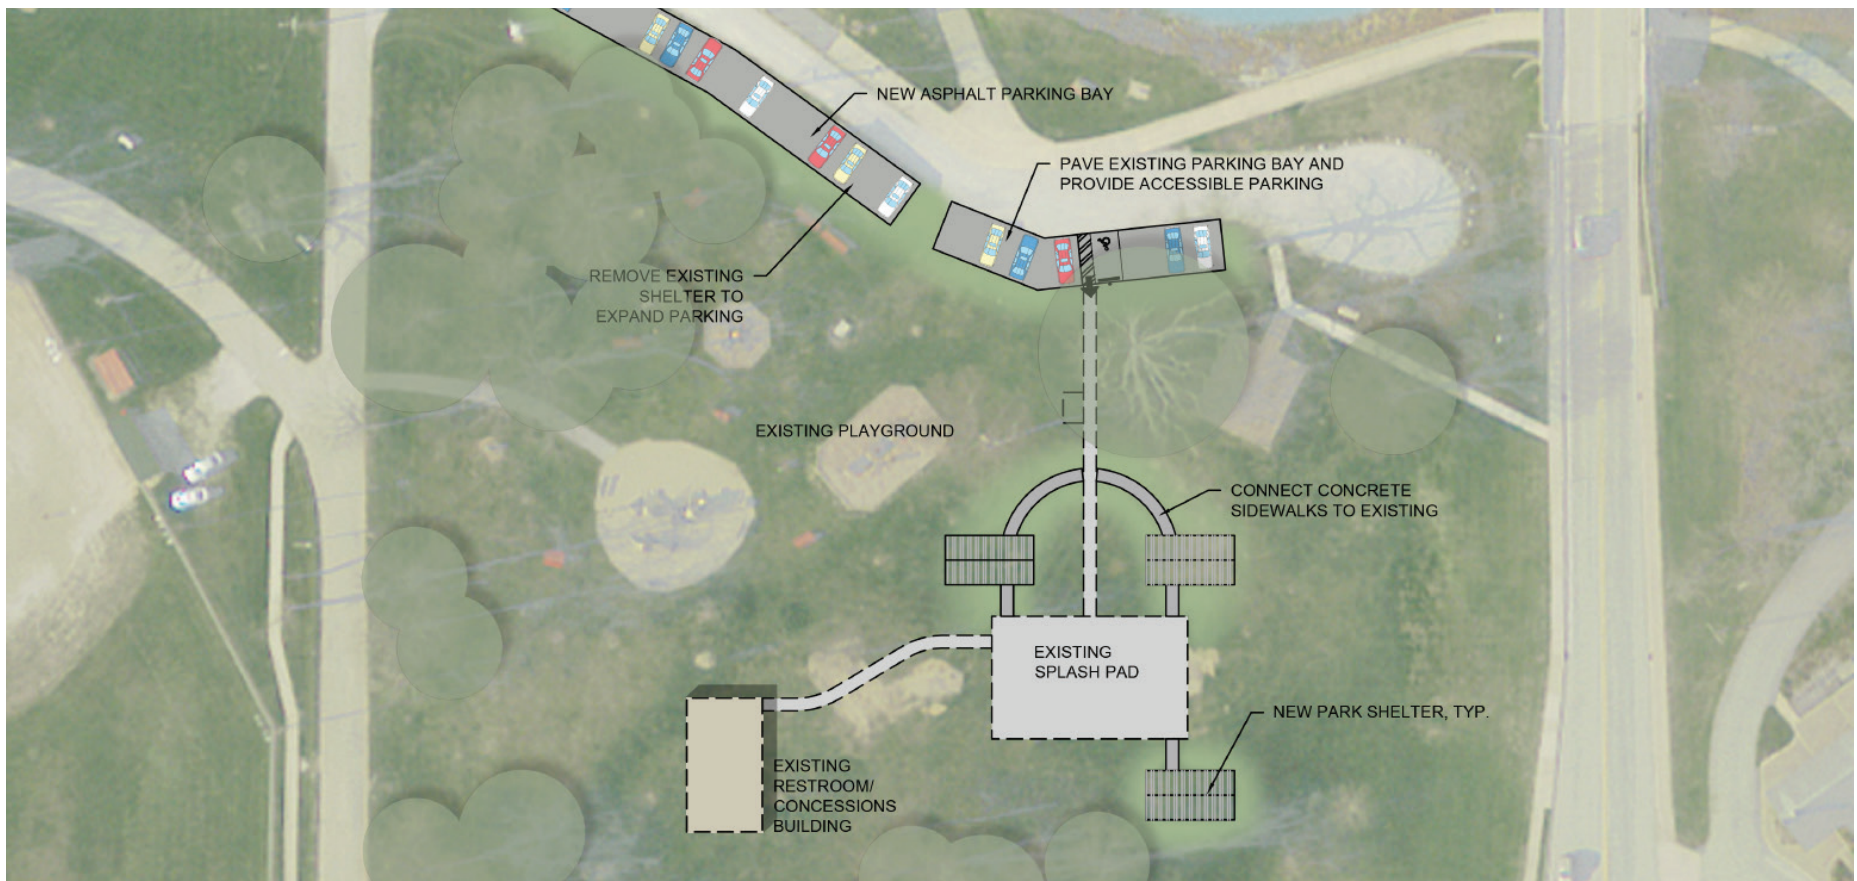 NEW ASPHALT PARKING BAY
PAVE EXISTING PARKING BAY AND
PROVIDE ACCESSIBLE PARKING
REMOVE EXISTING
SHELTER TO
EXPAND PARKING
EXISTING PLAYGROUND
CONNECT CONCRETE
SIDEWALKS TO EXISTING
EXISTING
SPLASH PAD
NEW PARK SHELTER, TYP.
EXISTING
RESTROOM/
CONCESSIONS
BUILDING